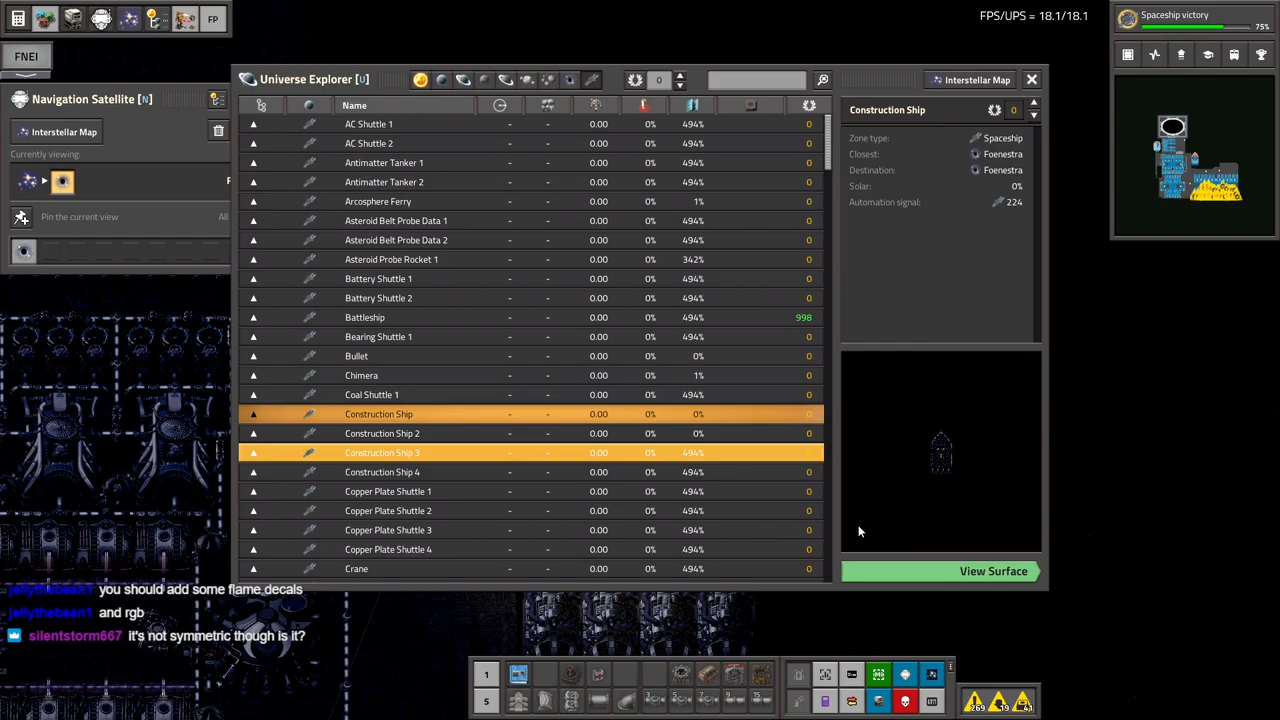 FP
FPS/UPS = 18.1/18.1
Spaceship victory
75%
FNEI
Universe Explorer [U]
0
Interstellar Map
Navigation Satellite [N]
Interstellar Map
Currently viewing:
Pin the current view
All
Name
AC Shuttle 1 - - 0.00 0% 494% 0
AC Shuttle 2 - - 0.00 0% 494% 0
Antimatter Tanker 1 - - 0.00 0% 494% 0
Antimatter Tanker 2 - - 0.00 0% 494% 0
Arcosphere Ferry - - 0.00 0% 1% 0
Asteroid Belt Probe Data 1 - - 0.00 0% 494% 0
Asteroid Belt Probe Data 2 - - 0.00 0% 494% 0
Asteroid Probe Rocket 1 - - 0.00 0% 342% 0
Battery Shuttle 1 - - 0.00 0% 494% 0
Battery Shuttle 2 - - 0.00 0% 494% 0
Battleship - - 0.00 0% 494% 998
Bearing Shuttle 1 - - 0.00 0% 494% 0
Bullet - - 0.00 0% 0% 0
Chimera - - 0.00 0% 1% 0
Coal Shuttle 1 - - 0.00 0% 494% 0
Construction Ship - - 0.00 0% 0% 0
Construction Ship 2 - - 0.00 0% 0% 0
Construction Ship 3 - - 0.00 0% 494% 0
Construction Ship 4 - - 0.00 0% 494% 0
Copper Plate Shuttle 1 - - 0.00 0% 494% 0
Copper Plate Shuttle 2 - - 0.00 0% 494% 0
Copper Plate Shuttle 3 - - 0.00 0% 494% 0
Copper Plate Shuttle 4 - - 0.00 0% 494% 0
Crane - - 0.00 0% 494% 0
Construction Ship 0
Zone type: Spaceship
Closest: Foenestra
Destination: Foenestra
Solar: 0%
Automation signal: 224
View Surface
jellythebean1 you should add some flame decals
jellythebean1 and rgb
silentstorm667 it's not symmetric though is it?
1
5
269